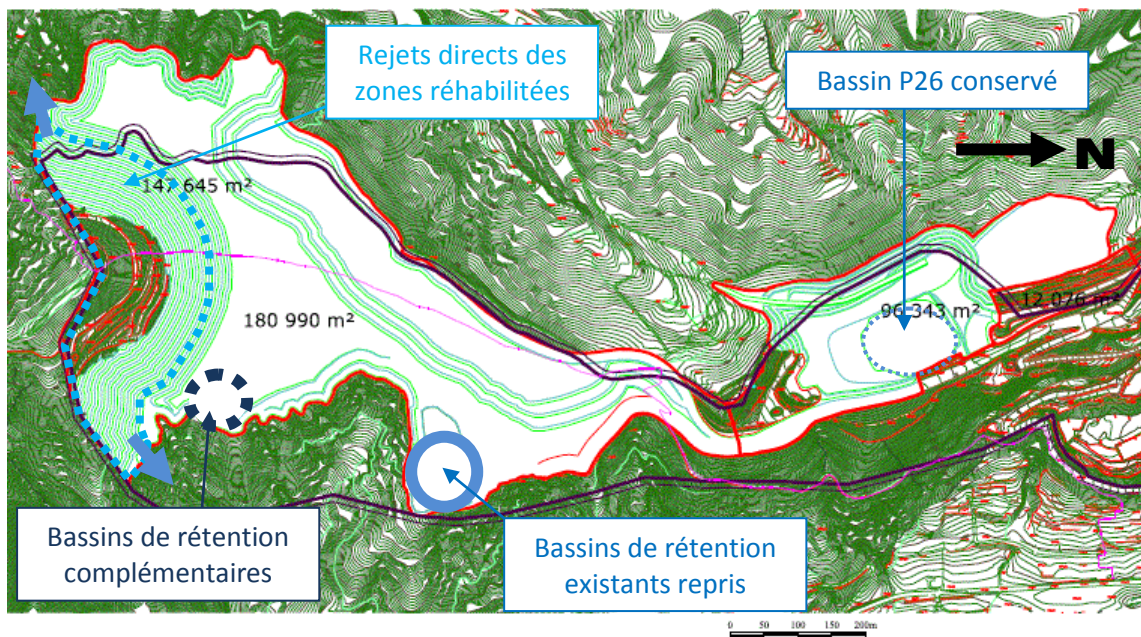 Rejets directs des
zones réhabilitées
Bassin P26 conservé
N
147 645 m²
180 990 m²
96 343 m²
12 076 m²
Bassins de rétention
complémentaires
Bassins de rétention
existants repris
0 50 100 150 200m